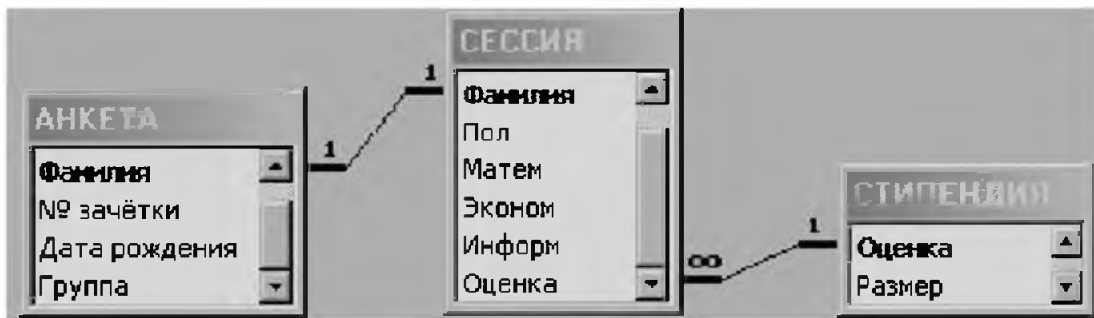 АНКЕТА
Фамилия
№ зачётки
Дата рождения
Группа
1
1
СЕССИЯ
Фамилия
Пол
Матем
Эконом
Информ
Оценка
∞
1
СТИПЕНДИЯ
Оценка
Размер